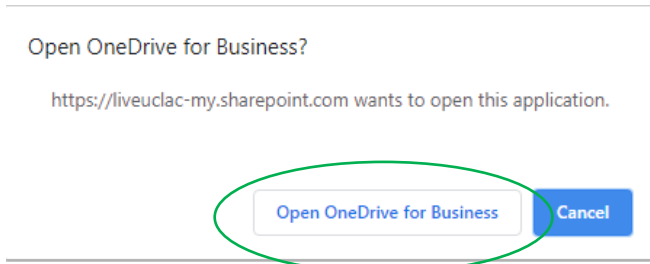 Open OneDrive for Business?
https://liveuclac-my.sharepoint.com wants to open this application.
Open OneDrive for Business
Cancel